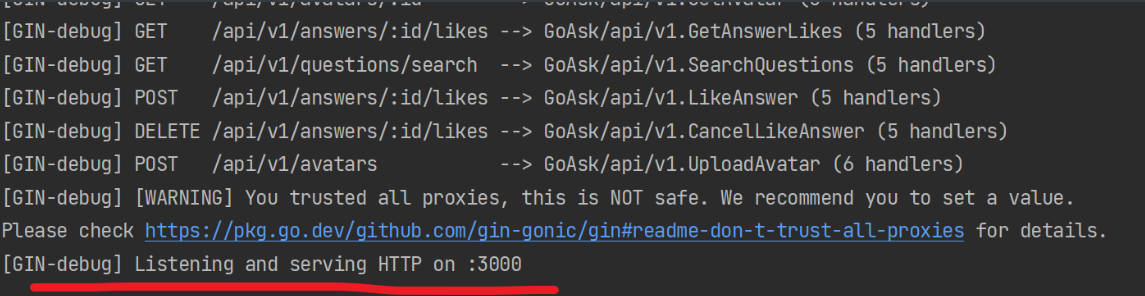 [GIN-debug] GET    /api/v1/avatars/:id       --> GoAsk/api/v1.GetAvatar (5 handlers)
[GIN-debug] GET    /api/v1/answers/:id/likes --> GoAsk/api/v1.GetAnswerLikes (5 handlers)
[GIN-debug] GET    /api/v1/questions/search  --> GoAsk/api/v1.SearchQuestions (5 handlers)
[GIN-debug] POST   /api/v1/answers/:id/likes --> GoAsk/api/v1.LikeAnswer (5 handlers)
[GIN-debug] DELETE /api/v1/answers/:id/likes --> GoAsk/api/v1.CancelLikeAnswer (5 handlers)
[GIN-debug] POST   /api/v1/avatars           --> GoAsk/api/v1.UploadAvatar (6 handlers)
[GIN-debug] [WARNING] You trusted all proxies, this is NOT safe. We recommend you to set a value.
Please check https://pkg.go.dev/github.com/gin-gonic/gin#readme-don-t-trust-all-proxies for details.
[GIN-debug] Listening and serving HTTP on :3000